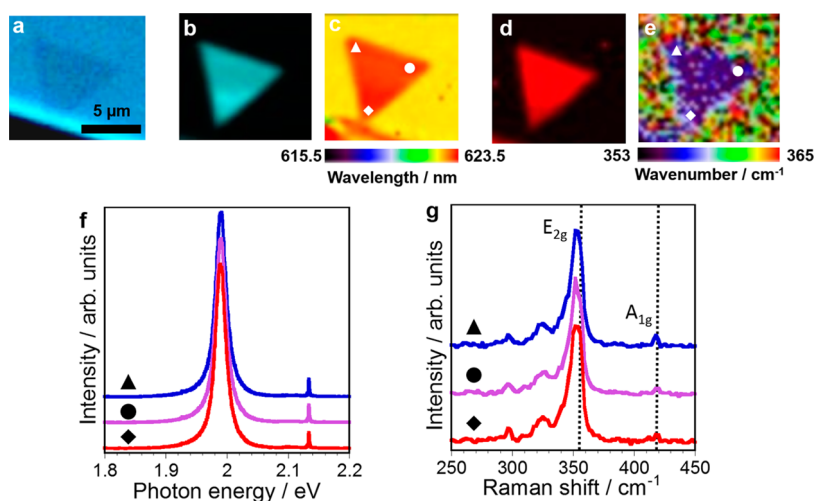 a
b
c
d
e
5 µm
615.5
623.5
353
365
Wavelength / nm
Wavenumber / cm-1
f
Intensity / arb. units
▲
●
◆
1.8 1.9 2 2.1 2.2
Photon energy / eV
g
E2g
A1g
Intensity / arb. units
▲
●
◆
250 300 350 400 450
Raman shift / cm-1